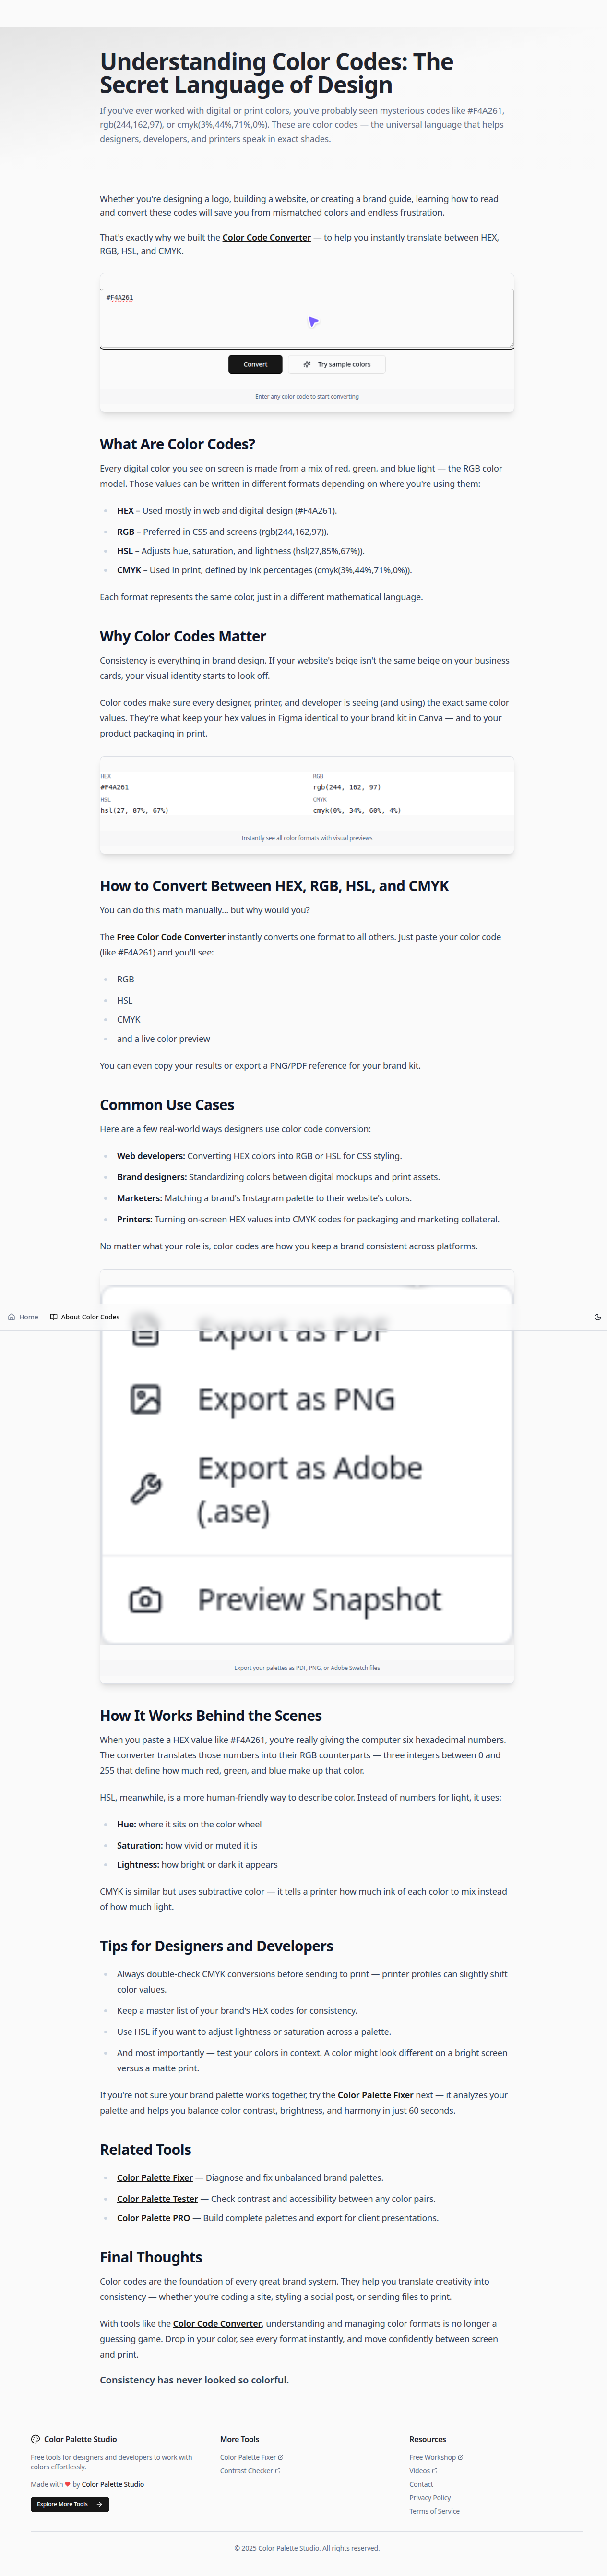 Understanding Color Codes: The
Secret Language of Design
If you've ever worked with digital or print colors, you've probably seen mysterious codes like #F4A261,
rgb(244,162,97), or cmyk(3%,44%,71%,0%). These are color codes — the universal language that helps
designers, developers, and printers speak in exact shades.
Whether you're designing a logo, building a website, or creating a brand guide, learning how to read
and convert these codes will save you from mismatched colors and endless frustration.
That's exactly why we built the Color Code Converter — to help you instantly translate between HEX,
RGB, HSL, and CMYK.
#F4A261
Convert
Try sample colors
Enter any color code to start converting
What Are Color Codes?
Every digital color you see on screen is made from a mix of red, green, and blue light — the RGB color
model. Those values can be written in different formats depending on where you're using them:
HEX – Used mostly in web and digital design (#F4A261).
RGB – Preferred in CSS and screens (rgb(244,162,97)).
HSL – Adjusts hue, saturation, and lightness (hsl(27,85%,67%)).
CMYK – Used in print, defined by ink percentages (cmyk(3%,44%,71%,0%)).
Each format represents the same color, just in a different mathematical language.
Why Color Codes Matter
Consistency is everything in brand design. If your website's beige isn't the same beige on your business
cards, your visual identity starts to look off.
Color codes make sure every designer, printer, and developer is seeing (and using) the exact same color
values. They're what keep your hex values in Figma identical to your brand kit in Canva — and to your
product packaging in print.
HEX
#F4A261
RGB
rgb(244, 162, 97)
HSL
hsl(27, 87%, 67%)
CMYK
cmyk(0%, 34%, 60%, 4%)
Instantly see all color formats with visual previews
How to Convert Between HEX, RGB, HSL, and CMYK
You can do this math manually... but why would you?
The Free Color Code Converter instantly converts one format to all others. Just paste your color code
(like #F4A261) and you'll see:
RGB
HSL
CMYK
and a live color preview
You can even copy your results or export a PNG/PDF reference for your brand kit.
Common Use Cases
Here are a few real-world ways designers use color code conversion:
Web developers: Converting HEX colors into RGB or HSL for CSS styling.
Brand designers: Standardizing colors between digital mockups and print assets.
Marketers: Matching a brand's Instagram palette to their website's colors.
Printers: Turning on-screen HEX values into CMYK codes for packaging and marketing collateral.
No matter what your role is, color codes are how you keep a brand consistent across platforms.
Home
About Color Codes
Export as PDF
Export as PNG
Export as Adobe
(.ase)
Preview Snapshot
Export your palettes as PDF, PNG, or Adobe Swatch files
How It Works Behind the Scenes
When you paste a HEX value like #F4A261, you're really giving the computer six hexadecimal numbers.
The converter translates those numbers into their RGB counterparts — three integers between 0 and
255 that define how much red, green, and blue make up that color.
HSL, meanwhile, is a more human-friendly way to describe color. Instead of numbers for light, it uses:
Hue: where it sits on the color wheel
Saturation: how vivid or muted it is
Lightness: how bright or dark it appears
CMYK is similar but uses subtractive color — it tells a printer how much ink of each color to mix instead
of how much light.
Tips for Designers and Developers
Always double-check CMYK conversions before sending to print — printer profiles can slightly shift
color values.
Keep a master list of your brand's HEX codes for consistency.
Use HSL if you want to adjust lightness or saturation across a palette.
And most importantly — test your colors in context. A color might look different on a bright screen
versus a matte print.
If you're not sure your brand palette works together, try the Color Palette Fixer next — it analyzes your
palette and helps you balance color contrast, brightness, and harmony in just 60 seconds.
Related Tools
Color Palette Fixer — Diagnose and fix unbalanced brand palettes.
Color Palette Tester — Check contrast and accessibility between any color pairs.
Color Palette PRO — Build complete palettes and export for client presentations.
Final Thoughts
Color codes are the foundation of every great brand system. They help you translate creativity into
consistency — whether you're coding a site, styling a social post, or sending files to print.
With tools like the Color Code Converter, understanding and managing color formats is no longer a
guessing game. Drop in your color, see every format instantly, and move confidently between screen
and print.
Consistency has never looked so colorful.
Color Palette Studio
Free tools for designers and developers to work with
colors effortlessly.
Made with ♥ by Color Palette Studio
Explore More Tools
More Tools
Color Palette Fixer
Contrast Checker
Resources
Free Workshop
Videos
Contact
Privacy Policy
Terms of Service
© 2025 Color Palette Studio. All rights reserved.